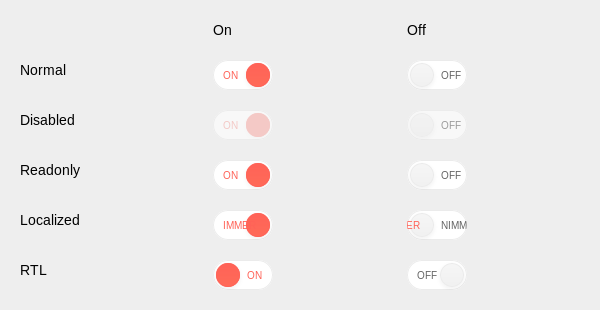 On Off
Normal ON OFF
Disabled ON OFF
Readonly ON OFF
Localized IMME ER NIMM
RTL ON OFF